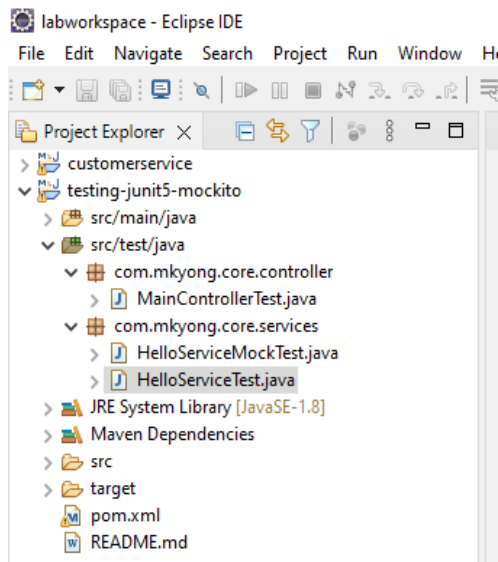 labworkspace - Eclipse IDE
File Edit Navigate Search Project Run Window
Project Explorer
customerservice
testing-junit5-mockito
src/main/java
src/test/java
com.mkyong.core.controller
MainControllerTest.java
com.mkyong.core.services
HelloServiceMockTest.java
HelloServiceTest.java
JRE System Library [JavaSE-1.8]
Maven Dependencies
src
target
pom.xml
README.md